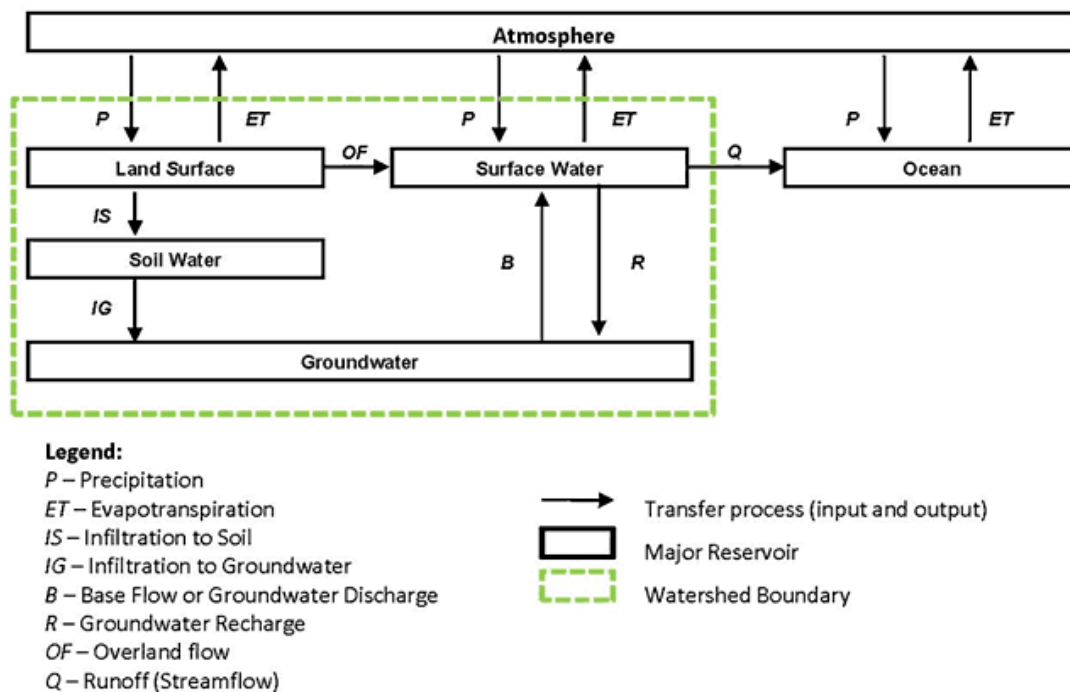 Atmosphere
P ET P ET P ET
Land Surface OF Surface Water Q Ocean
IS
Soil Water
B R
IG
Groundwater
Legend:
P – Precipitation
ET – Evapotranspiration
IS – Infiltration to Soil
IG – Infiltration to Groundwater
B – Base Flow or Groundwater Discharge
R – Groundwater Recharge
OF – Overland flow
Q – Runoff (Streamflow)
Transfer process (input and output)
Major Reservoir
Watershed Boundary